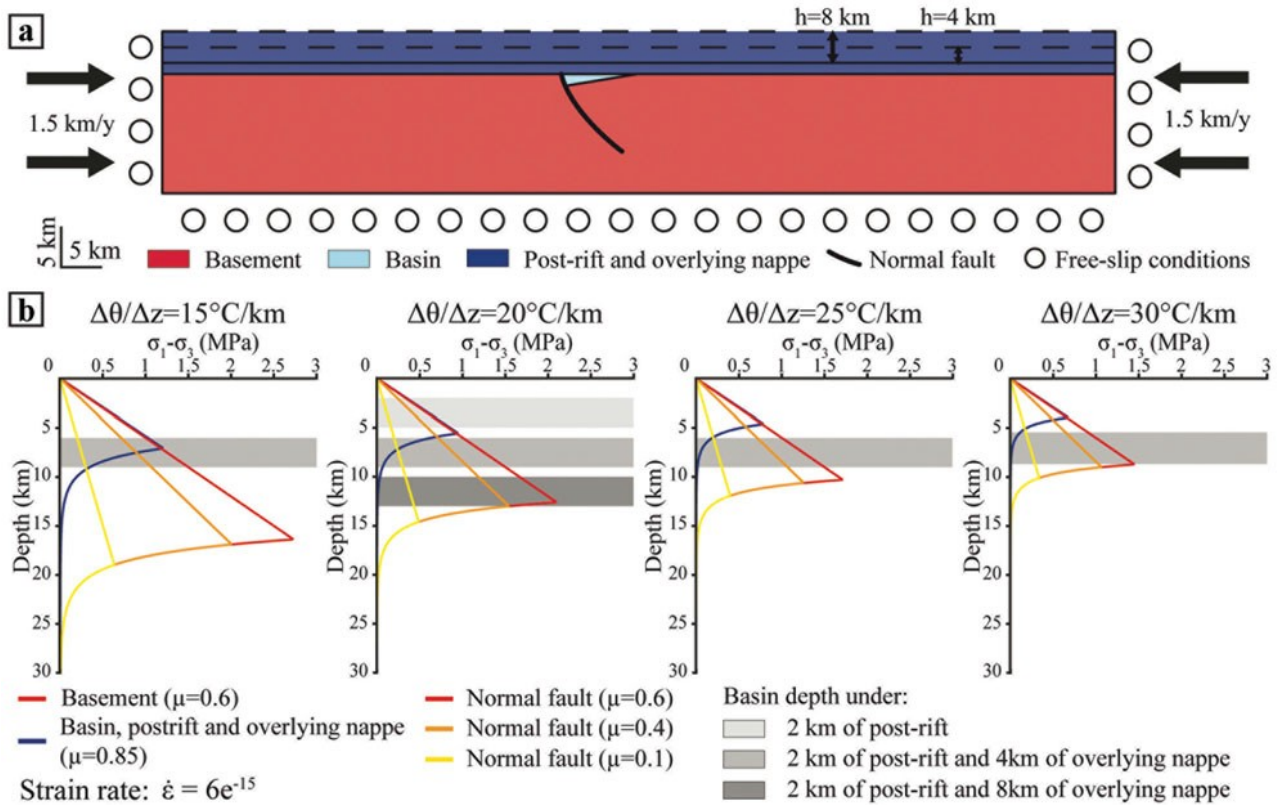 a
h=8 km
h=4 km
1.5 km/y
1.5 km/y
5 km
5 km
Basement
Basin
Post-rift and overlying nappe
Normal fault
Free-slip conditions
b
Δθ/Δz=15°C/km
Δθ/Δz=20°C/km
Δθ/Δz=25°C/km
Δθ/Δz=30°C/km
σ1-σ3 (MPa)
σ1-σ3 (MPa)
σ1-σ3 (MPa)
σ1-σ3 (MPa)
0 0,5 1 1,5 2 2,5 3
0 0,5 1 1,5 2 2,5 3
0 0,5 1 1,5 2 2,5 3
0 0,5 1 1,5 2 2,5 3
Depth (km)
5
10
15
20
25
30
Depth (km)
5
10
15
20
25
30
Depth (km)
5
10
15
20
25
30
Depth (km)
5
10
15
20
25
30
Basement (μ=0.6)
Basin, postrift and overlying nappe
(μ=0.85)
Strain rate: ε̇ = 6e-15
Normal fault (μ=0.6)
Normal fault (μ=0.4)
Normal fault (μ=0.1)
Basin depth under:
2 km of post-rift
2 km of post-rift and 4km of overlying nappe
2 km of post-rift and 8km of overlying nappe